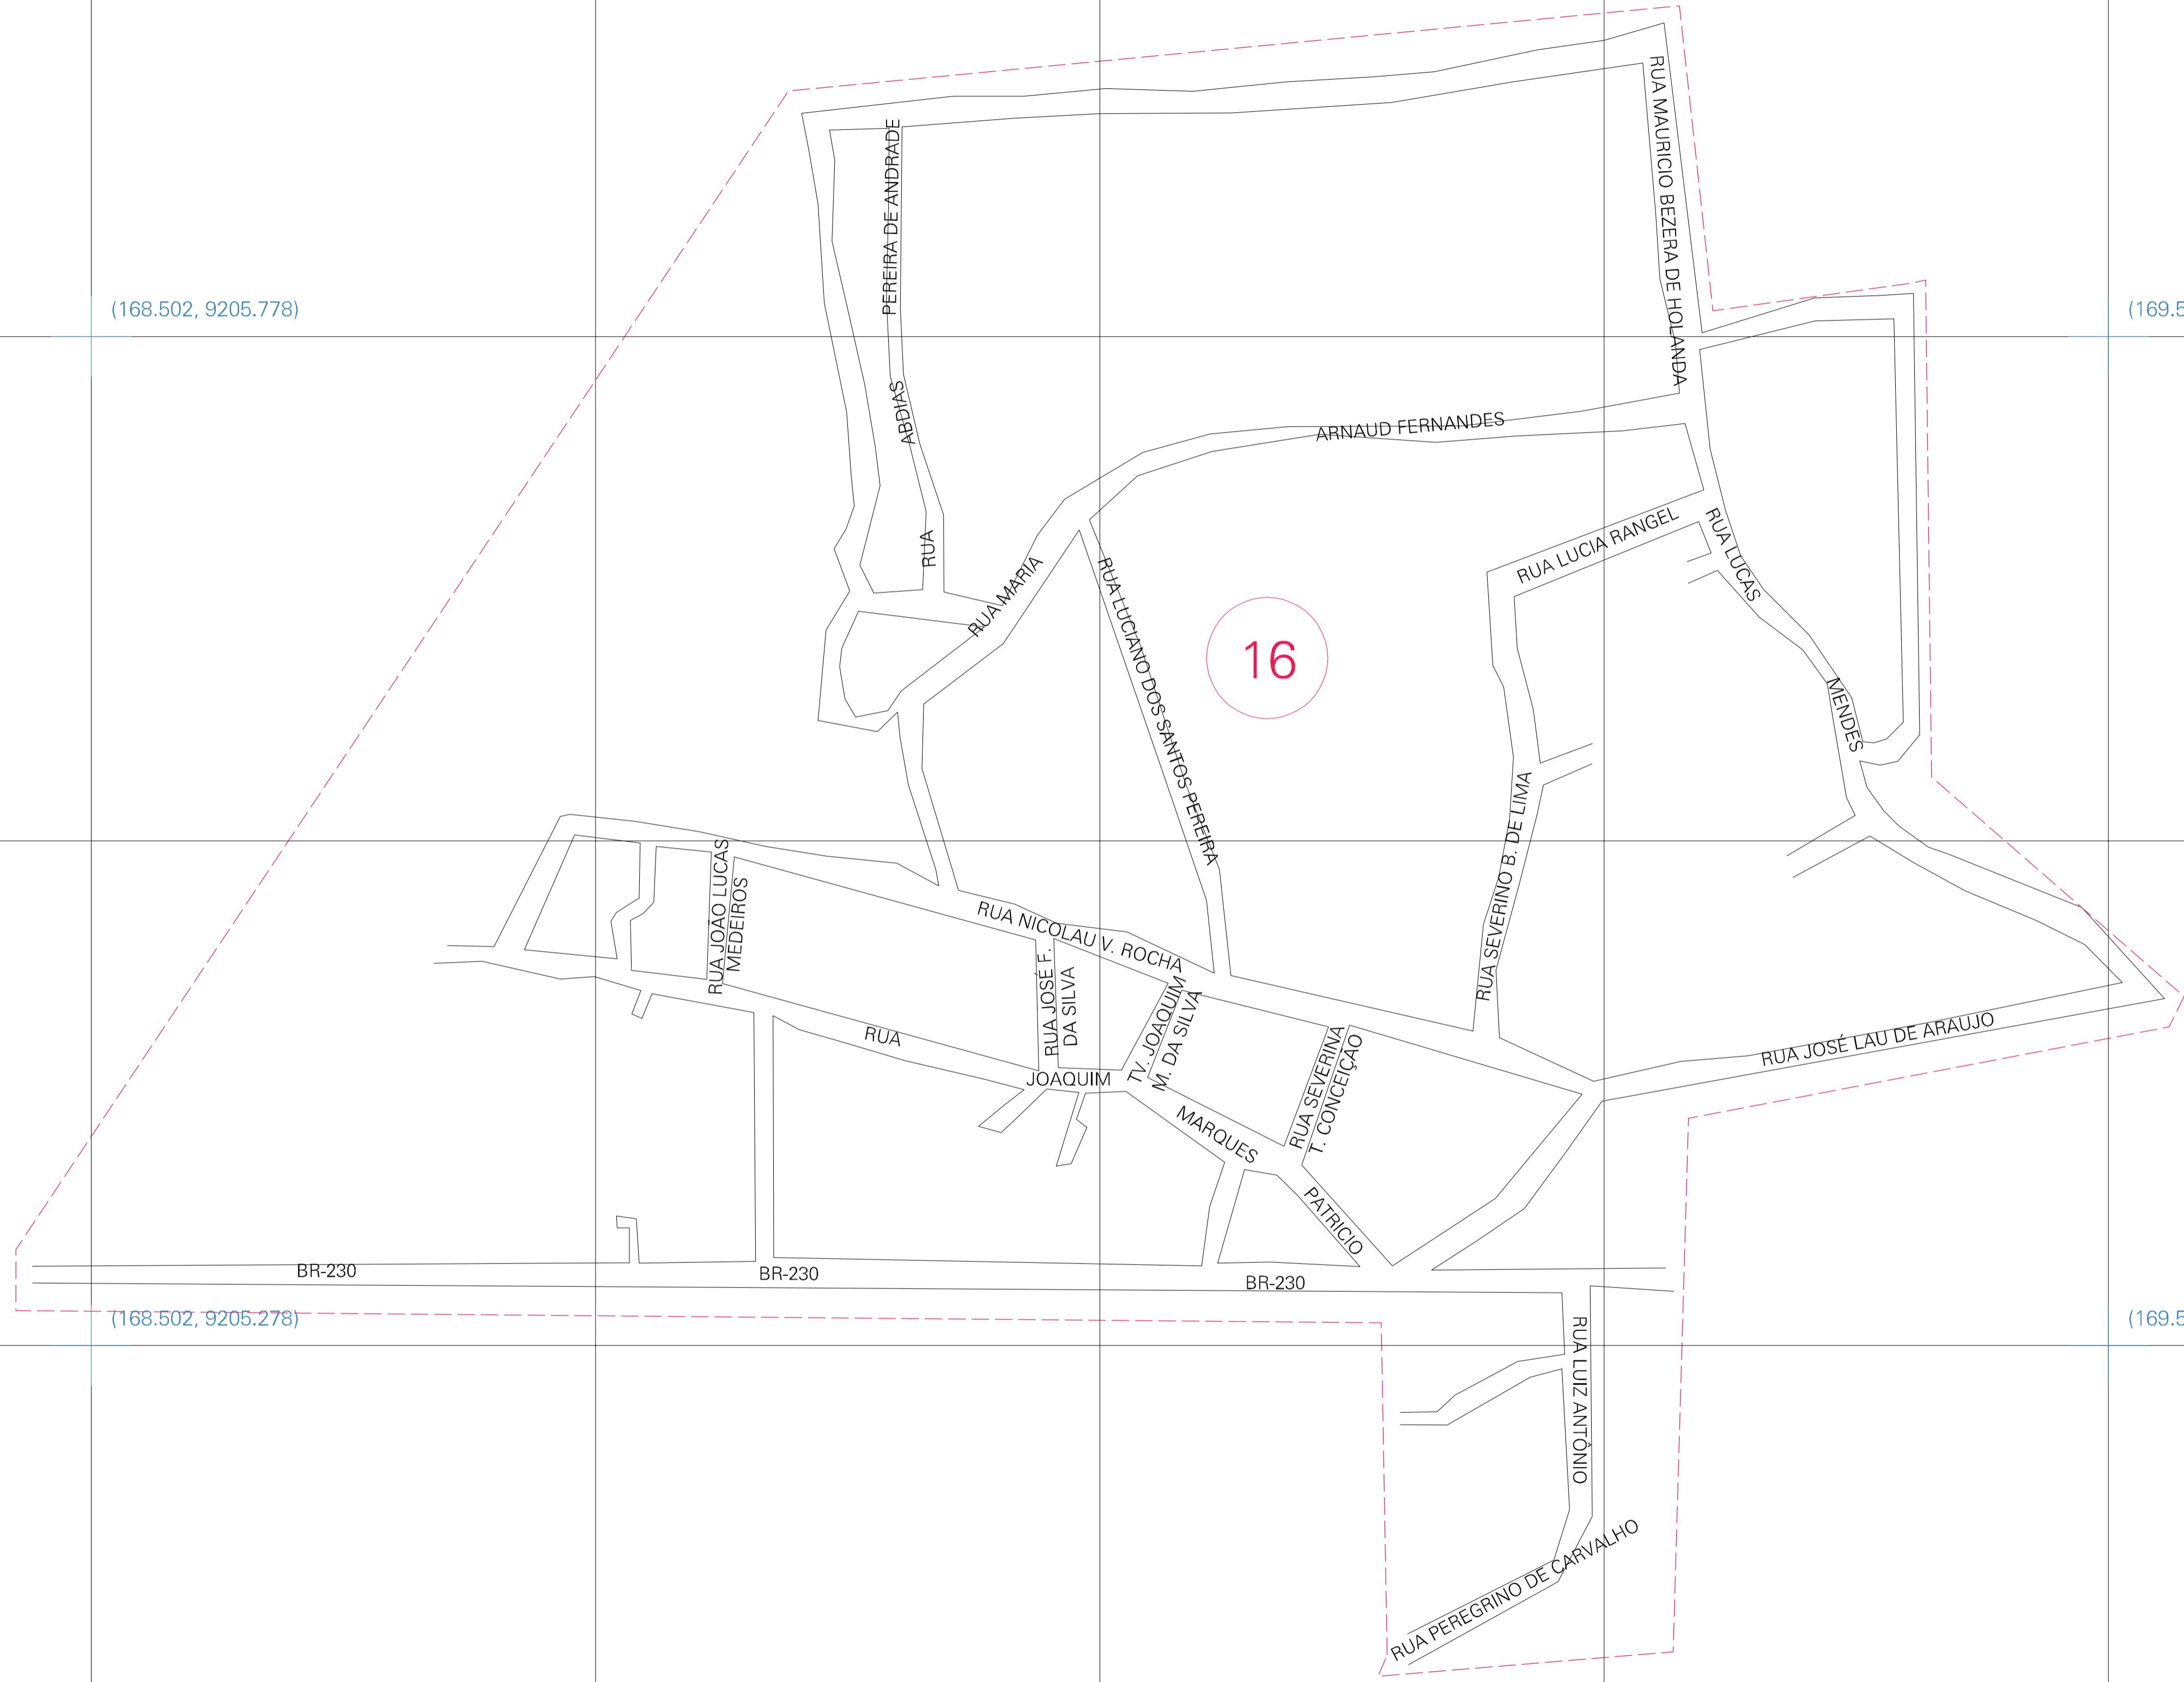 RUA MAURICIO BEZERA DE HOLANDA
PEREIRA DE ANDRADE
ABDIAS
RUA
(168.502, 9205.778)
(169.5
ARNAUD FERNANDES
RUA MARIA
RUA LUCIA RANGEL
RUA LUCAS
MENDES
RUA LUCIANO DOS SANTOS PEREIRA
16
RUA SEVERINO B. DE LIMA
RUA JOÃO LUCAS
MEDEIROS
RUA NICOLAU V. ROCHA
RUA JOSÉ F.
DA SILVA
TV. JOAQUIM
M. DA SILVA
RUA SEVERINA
T. CONCEIÇÃO
RUA
JOAQUIM
MARQUES
PATRICIO
RUA JOSÉ LAU DE ARAUJO
BR-230
BR-230
BR-230
(168.502, 9205.278)
(169.5
RUA LUIZ ANTÔNIO
RUA PEREGRINO DE CARVALHO